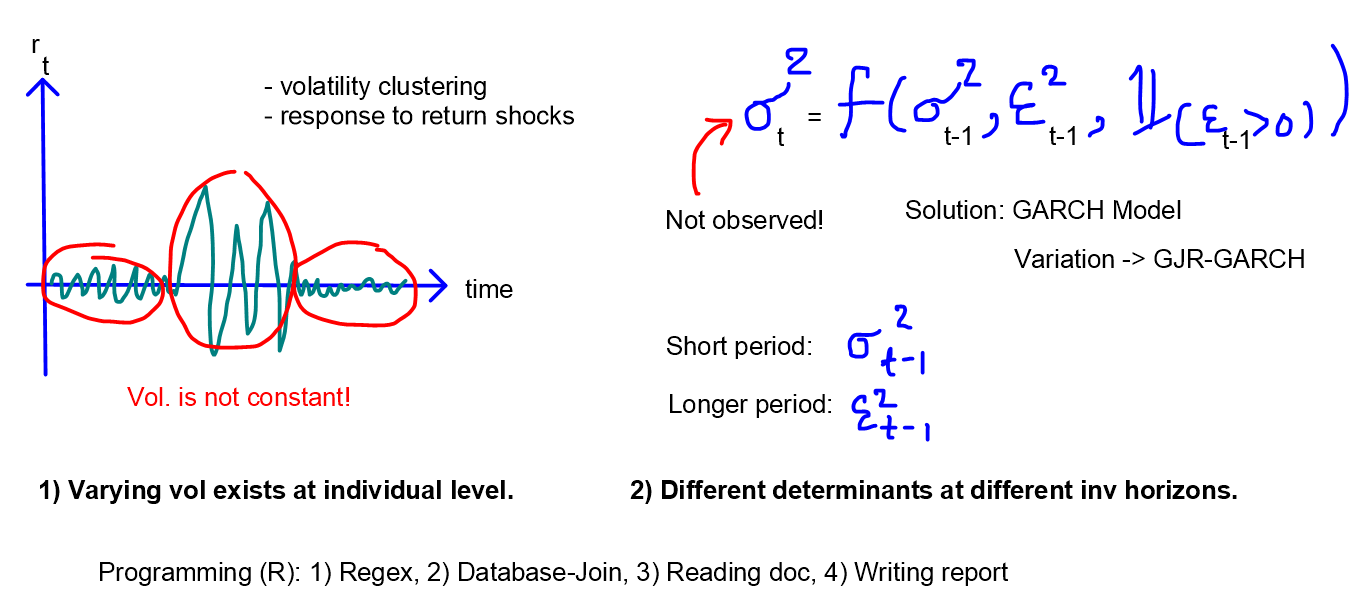 r
t
- volatility clustering
- response to return shocks
time
Vol. is not constant!
σ²t = f(σ²t-1, ε²t-1, 𝟙(εt-1>0))
Not observed!
Solution: GARCH Model
Variation -> GJR-GARCH
Short period: σ²t-1
Longer period: ε²t-1
1) Varying vol exists at individual level.
2) Different determinants at different inv horizons.
Programming (R): 1) Regex, 2) Database-Join, 3) Reading doc, 4) Writing report